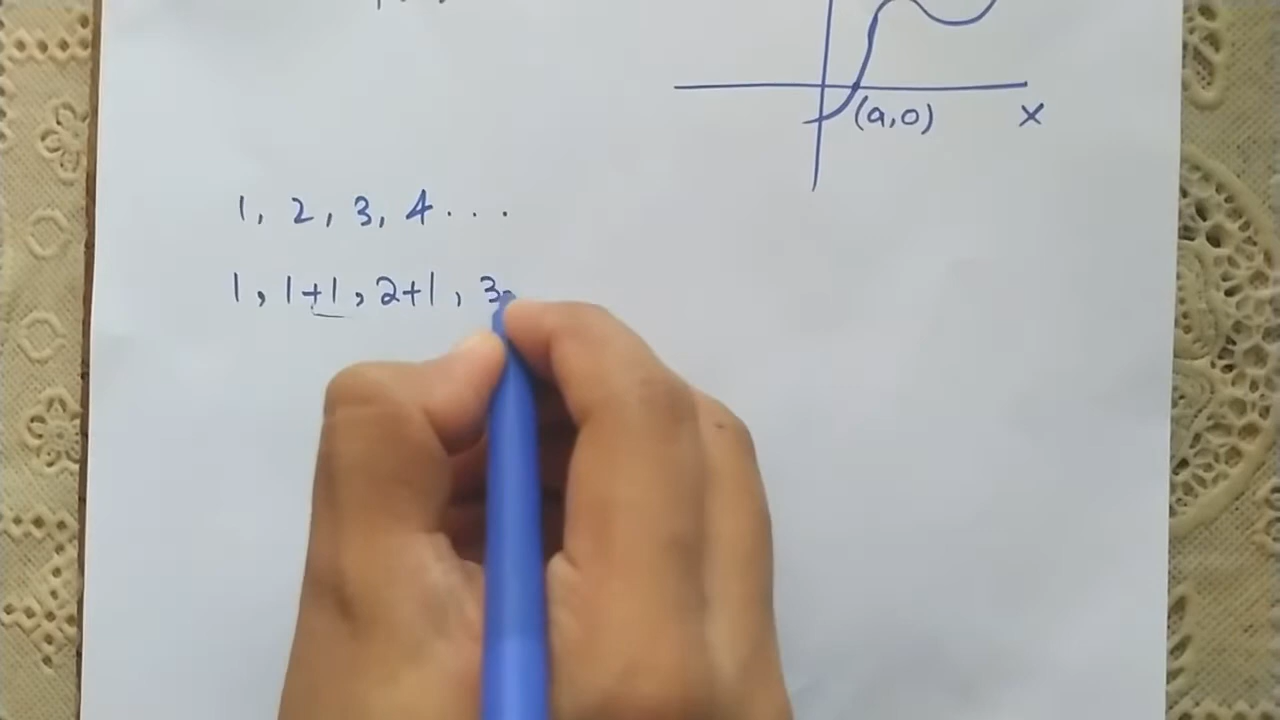 (a,0) X
1, 2, 3, 4...
1, 1+1, 2+1, 3